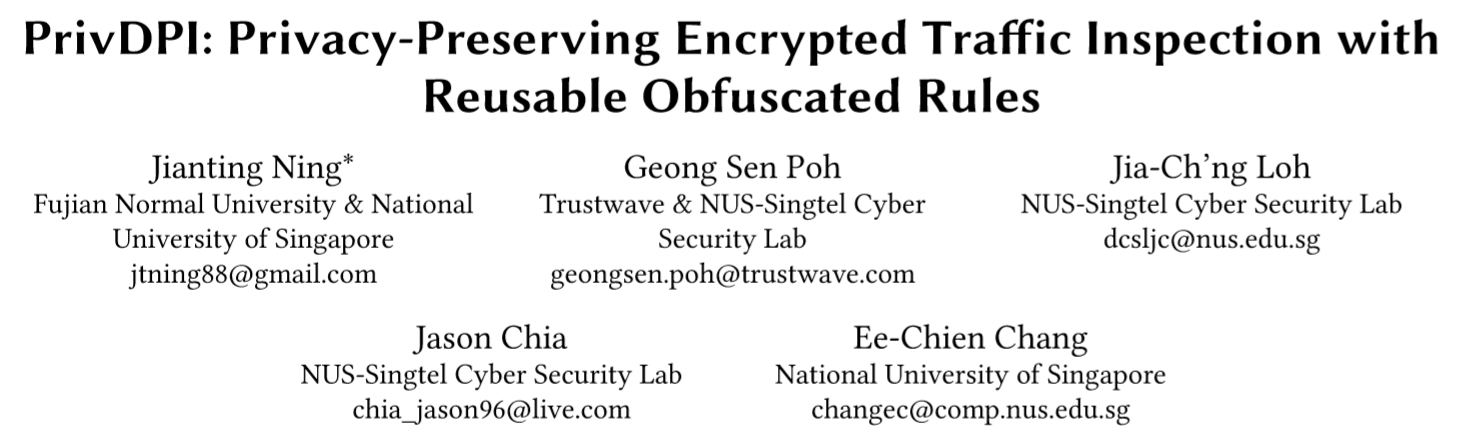 PrivDPI: Privacy-Preserving Encrypted Traffic Inspection with
Reusable Obfuscated Rules
Jianting Ning*
Fujian Normal University & National
University of Singapore
jtning88@gmail.com
Geong Sen Poh
Trustwave & NUS-Singtel Cyber
Security Lab
geongsen.poh@trustwave.com
Jia-Ch'ng Loh
NUS-Singtel Cyber Security Lab
dcsljc@nus.edu.sg
Jason Chia
NUS-Singtel Cyber Security Lab
chia_jason96@live.com
Ee-Chien Chang
National University of Singapore
changec@comp.nus.edu.sg